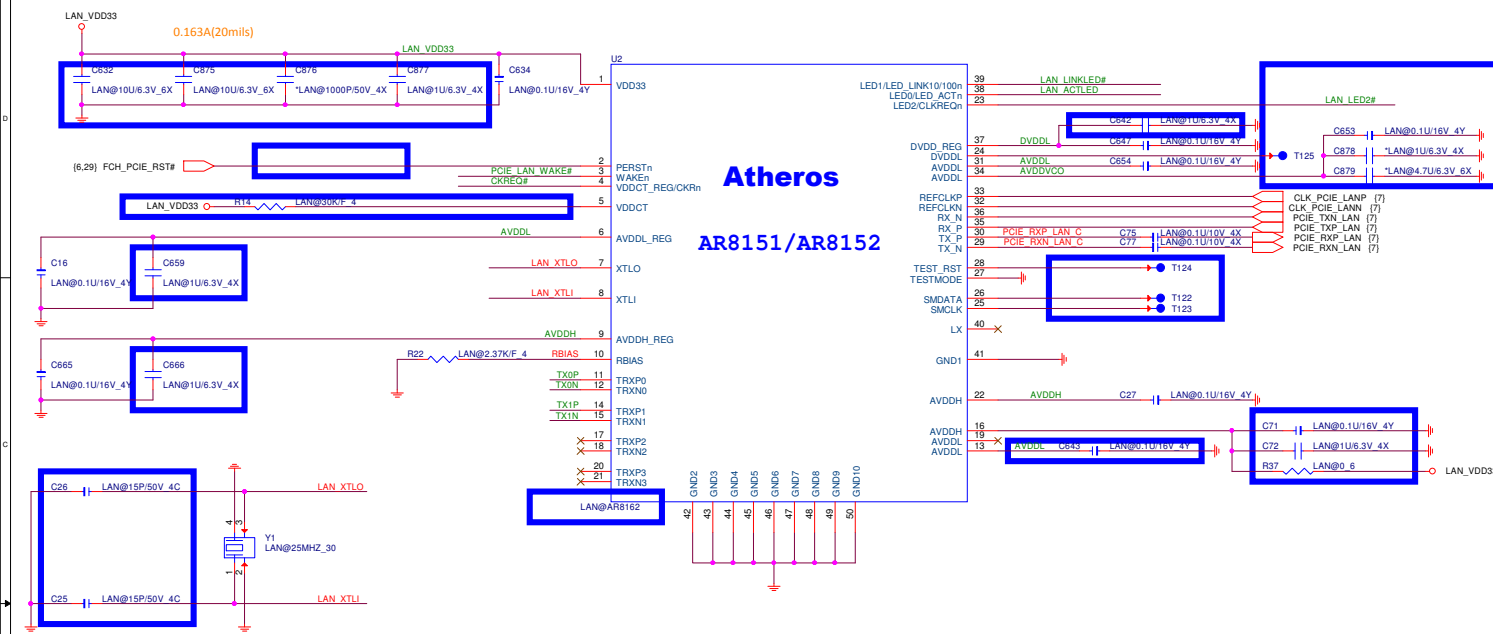 LAN_VDD33
0.163A(20mils)
LAN_VDD33
C632
LAN@10U/6.3V_6X
C875
LAN@10U/6.3V_6X
C876
*LAN@1000P/50V_4X
C877
LAN@1U/6.3V_4X
C634
LAN@0.1U/16V_4Y
{6,29} FCH_PCIE_RST#
PCIE_LAN_WAKE#
CKREQ#
LAN_VDD33
R14
LAN@30K/F_4
AVDDL
C16
LAN@0.1U/16V_4Y
C659
LAN@1U/6.3V_4X
LAN_XTLO
LAN_XTLI
AVDDH
C665
LAN@0.1U/16V_4Y
C666
LAN@1U/6.3V_4X
R22
LAN@2.37K/F_4
RBIAS
TX0P
TX0N
TX1P
TX1N
U2
1 VDD33
2 PERSTn
3 WAKEn
4 VDDCT_REG/CKRn
5 VDDCT
6 AVDDL_REG
7 XTLO
8 XTLI
9 AVDDH_REG
10 RBIAS
11 TRXP0
12 TRXN0
14 TRXP1
15 TRXN1
17 TRXP2
18 TRXN2
20 TRXP3
21 TRXN3
LAN@AR8162
Atheros
AR8151/AR8152
GND2 42
GND3 43
GND4 44
GND5 45
GND6 46
GND7 47
GND8 48
GND9 49
GND10 50
LED1/LED_LINK10/100n 39 LAN_LINKLED#
LED0/LED_ACTn 38 LAN_ACTLED
LED2/CLKREQn 23 LAN_LED2#
DVDD_REG 37 DVDDL
DVDDL 24
AVDDL 31 AVDDL
AVDDL 34 AVDDVCO
C642 LAN@1U/6.3V_4X
C647 LAN@0.1U/16V_4Y
C654 LAN@0.1U/16V_4Y
T125
C653 LAN@0.1U/16V_4Y
C878 *LAN@1U/6.3V_4X
C879 *LAN@4.7U/6.3V_6X
REFCLKP 33 CLK_PCIE_LANP {7}
REFCLKN 32 CLK_PCIE_LANN {7}
RX_N 36 PCIE_TXN_LAN {7}
RX_P 35 PCIE_TXP_LAN {7}
TX_P 30 PCIE_RXP_LAN_C C75 LAN@0.1U/10V_4X PCIE_RXP_LAN {7}
TX_N 29 PCIE_RXN_LAN_C C77 LAN@0.1U/10V_4X PCIE_RXN_LAN {7}
TEST_RST 28 T124
TESTMODE 27
SMDATA 26 T122
SMCLK 25 T123
LX 40
GND1 41
AVDDH 22 AVDDH C27 LAN@0.1U/16V_4Y
AVDDH 16
AVDDL 19
AVDDL 13 AVDDL C643 LAN@0.1U/16V_4Y
C71 LAN@0.1U/16V_4Y
C72 LAN@1U/6.3V_4X
R37 LAN@0_6
LAN_VDD3
C26 LAN@15P/50V_4C LAN_XTLO
4 3
Y1
LAN@25MHZ_30
1 2
C25 LAN@15P/50V_4C LAN_XTLI
D
C